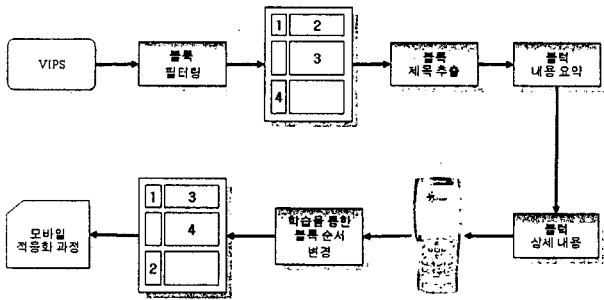 VIPS
블록
필터링
1 2
3
4
블록
제목 추출
블럭
내용 요약
블럭
상세 내용
학습을 통한
블록 순서
변경
1 3
4
2
모바일
적응화 과정